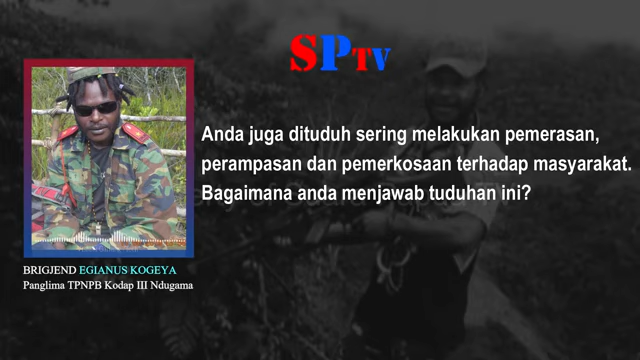 SPTV
Anda juga dituduh sering melakukan pemerasan,
perampasan dan pemerkosaan terhadap masyarakat.
Bagaimana anda menjawab tuduhan ini?
BRIGJEND EGIANUS KOGEYA
Panglima TPNPB Kodap III Ndugama